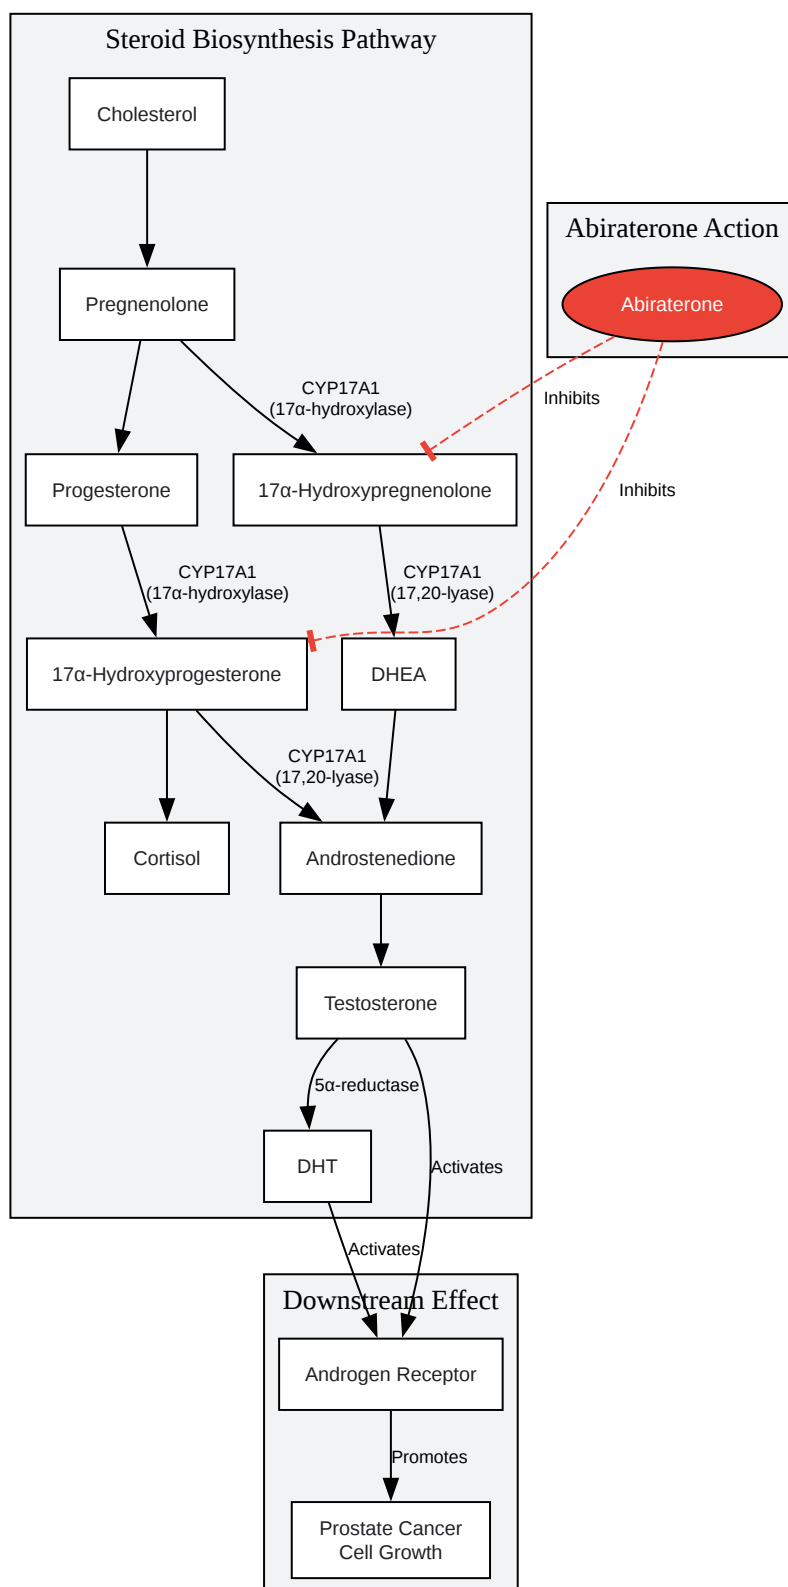 Steroid Biosynthesis Pathway
Cholesterol
Abiraterone Action
Pregnenolone
Abiraterone
CYP17A1
(17α-hydroxylase)
Inhibits
Progesterone
17α-Hydroxypregnenolone
Inhibits
CYP17A1
(17α-hydroxylase)
CYP17A1
(17,20-lyase)
17α-Hydroxyprogesterone
DHEA
CYP17A1
(17,20-lyase)
Cortisol
Androstenedione
Testosterone
5α-reductase
DHT
Activates
Activates
Downstream Effect
Androgen Receptor
Promotes
Prostate Cancer
Cell Growth